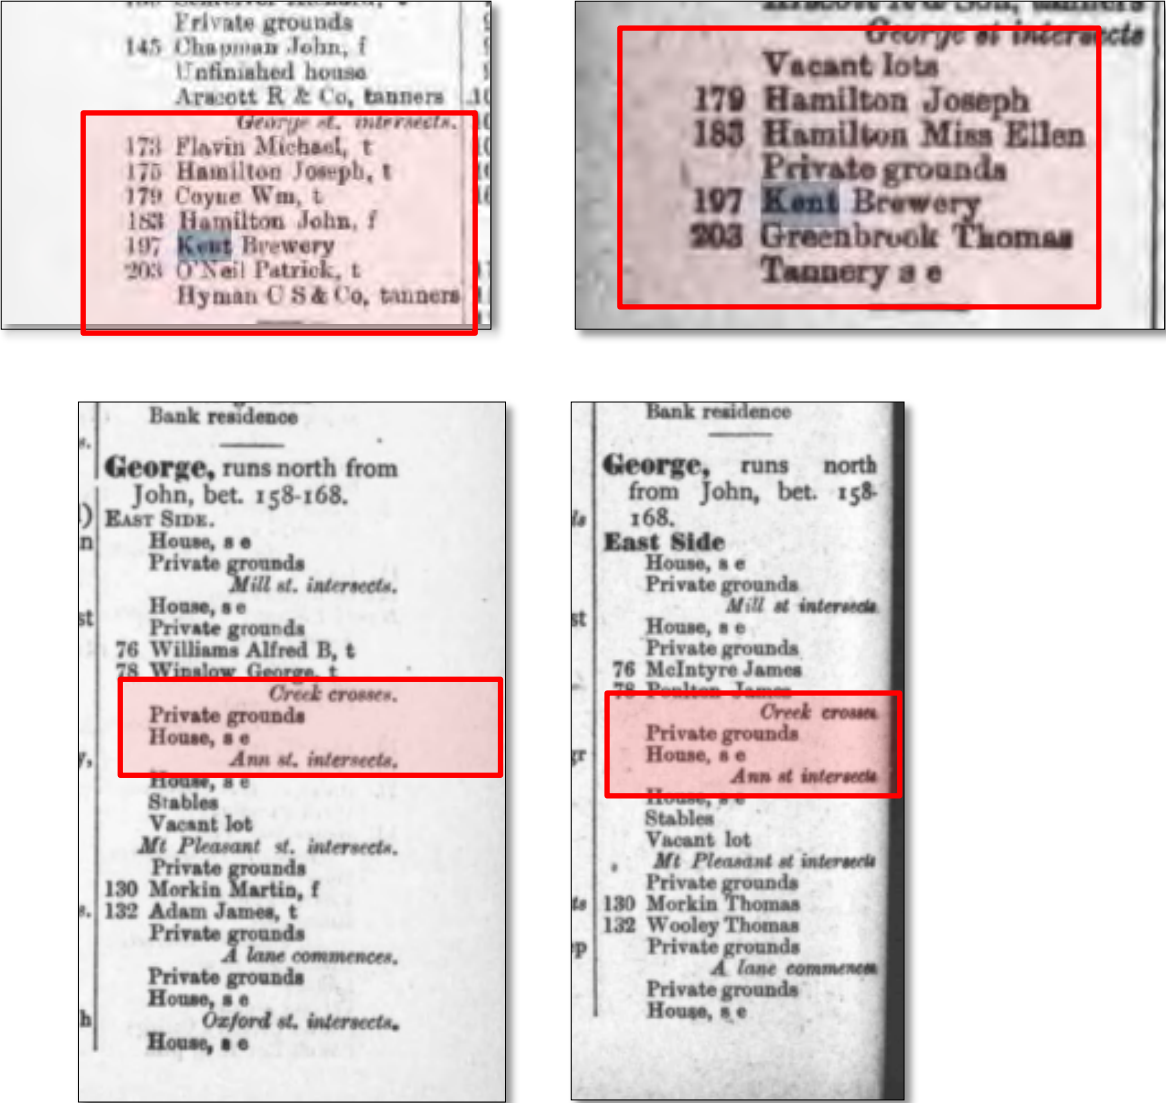 Private grounds
145 Chapman John, f
Unfinished house
Arscott R & Co, tanners
George st. intersects.
173 Flavin Michael, t
175 Hamilton Joseph, t
179 Coyne Wm, t
183 Hamilton John, f
197 Kent Brewery
203 O'Neil Patrick, t
Hyman C S & Co, tanners
Arscott R & Son, tanners
George st intersects
Vacant lots
179 Hamilton Joseph
183 Hamilton Miss Ellen
Private grounds
197 Kent Brewery
203 Greenbrook Thomas
Tannery s e
Bank residence
George, runs north from
John, bet. 158-168.
EAST SIDE.
House, s e
Private grounds
Mill st. intersects.
House, s e
Private grounds
76 Williams Alfred B, t
78 Winslow George, t
Creek crosses.
Private grounds
House, s e
Ann st. intersects.
House, s e
Stables
Vacant lot
Mt Pleasant st. intersects.
Private grounds
130 Morkin Martin, f
132 Adam James, t
Private grounds
A lane commences.
Private grounds
House, s e
Oxford st. intersects.
House, s e
Bank residence
George, runs north
from John, bet. 158-
168.
East Side
House, s e
Private grounds
Mill st intersects
House, s e
Private grounds
76 McIntyre James
78 Poulton James
Creek crosses
Private grounds
House, s e
Ann st intersects
House, s e
Stables
Vacant lot
Mt Pleasant st intersects
Private grounds
130 Morkin Thomas
132 Wooley Thomas
Private grounds
A lane commences
Private grounds
House, s e